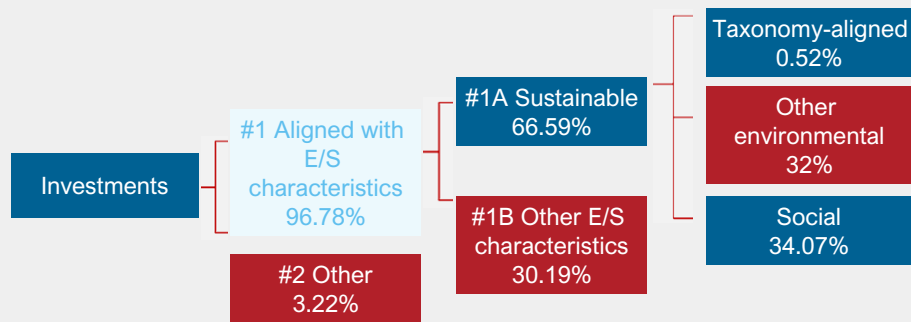 Investments
#1 Aligned with
E/S
characteristics
96.78%
#2 Other
3.22%
#1A Sustainable
66.59%
#1B Other E/S
characteristics
30.19%
Taxonomy-aligned
0.52%
Other
environmental
32%
Social
34.07%